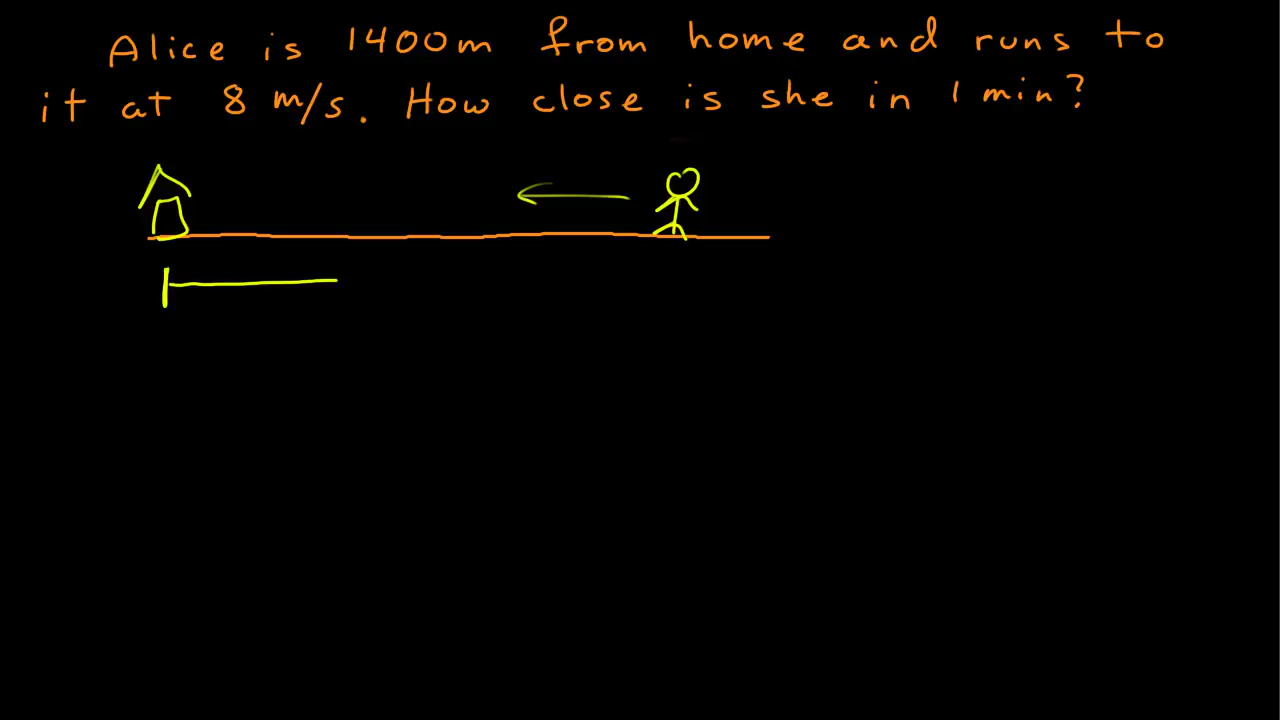 Alice is 1400m from home and runs to
it at 8 m/s. How close is she in 1 min?